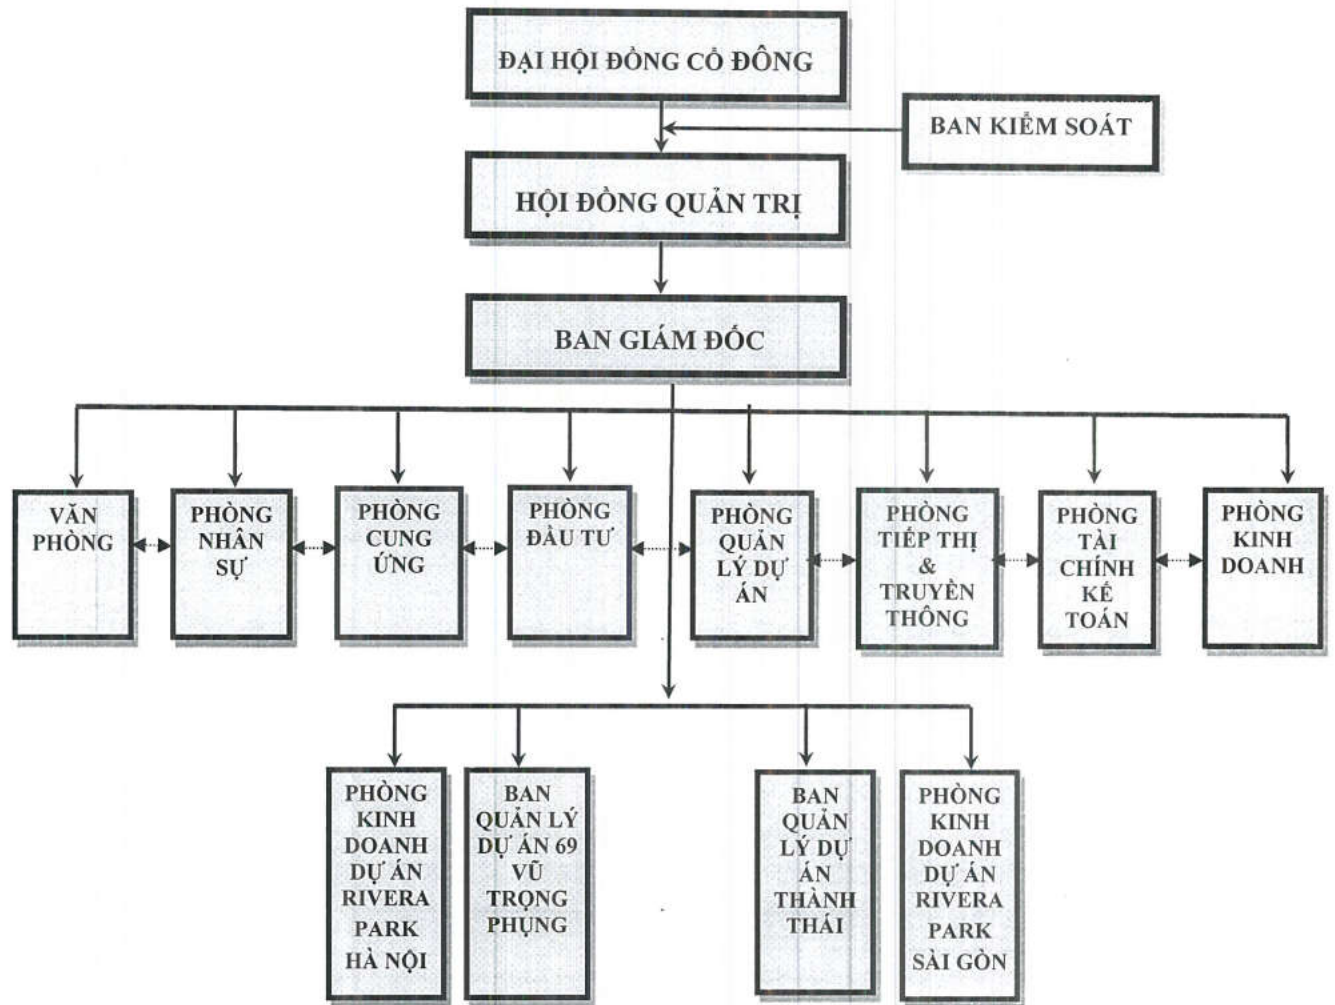 ĐẠI HỘI ĐỒNG CỔ ĐÔNG
BAN KIỂM SOÁT
HỘI ĐỒNG QUẢN TRỊ
BAN GIÁM ĐỐC
VĂN
PHÒNG
PHÒNG
NHÂN
SỰ
PHÒNG
CUNG
ỨNG
PHÒNG
ĐẦU TƯ
PHÒNG
QUẢN
LÝ DỰ
ÁN
PHÒNG
TIẾP THỊ
&
TRUYỀN
THÔNG
PHÒNG
TÀI
CHÍNH
KẾ
TOÁN
PHÒNG
KINH
DOANH
PHÒNG
KINH
DOANH
DỰ ÁN
RIVERA
PARK
HÀ NỘI
BAN
QUẢN LÝ
DỰ ÁN 69
VŨ
TRỌNG
PHỤNG
BAN
QUẢN
LÝ DỰ
ÁN
THÀNH
THÁI
PHÒNG
KINH
DOANH
DỰ ÁN
RIVERA
PARK
SÀI GÒN